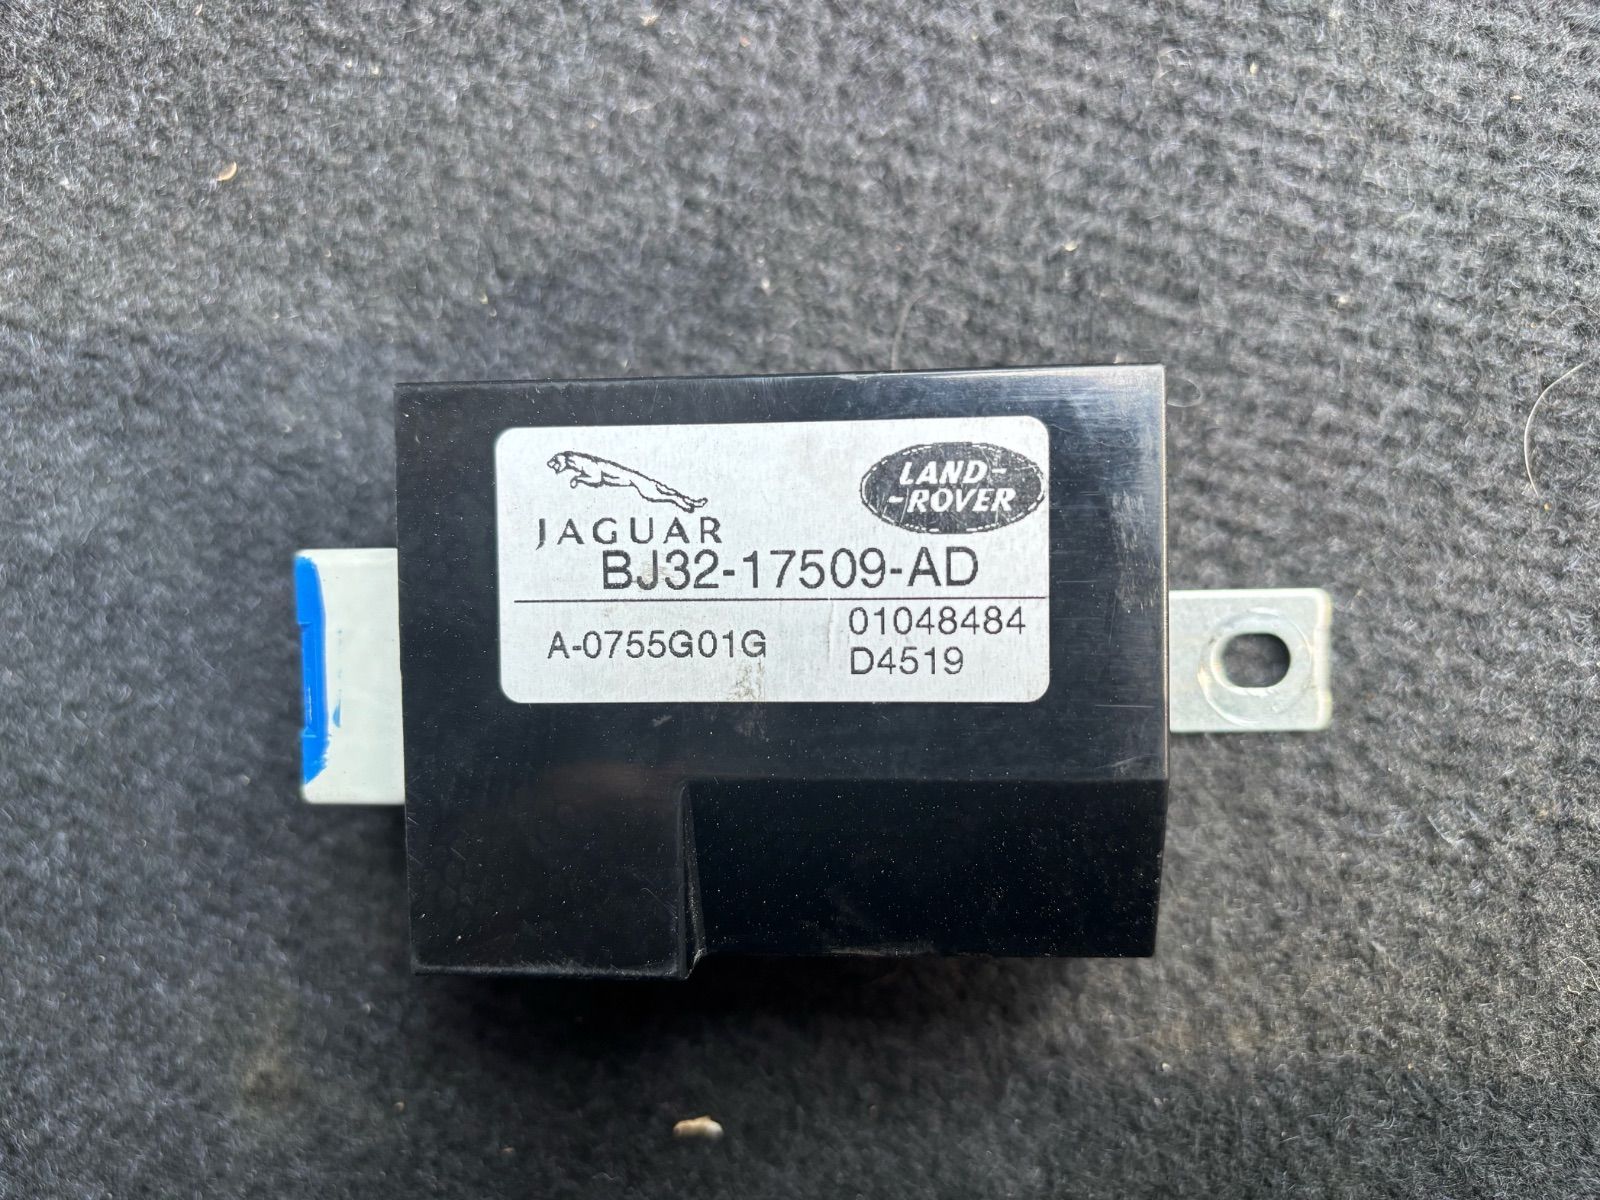 LAND-
-ROVER
JAGUAR
BJ32-17509-AD
A-0755G01G
01048484
D4519